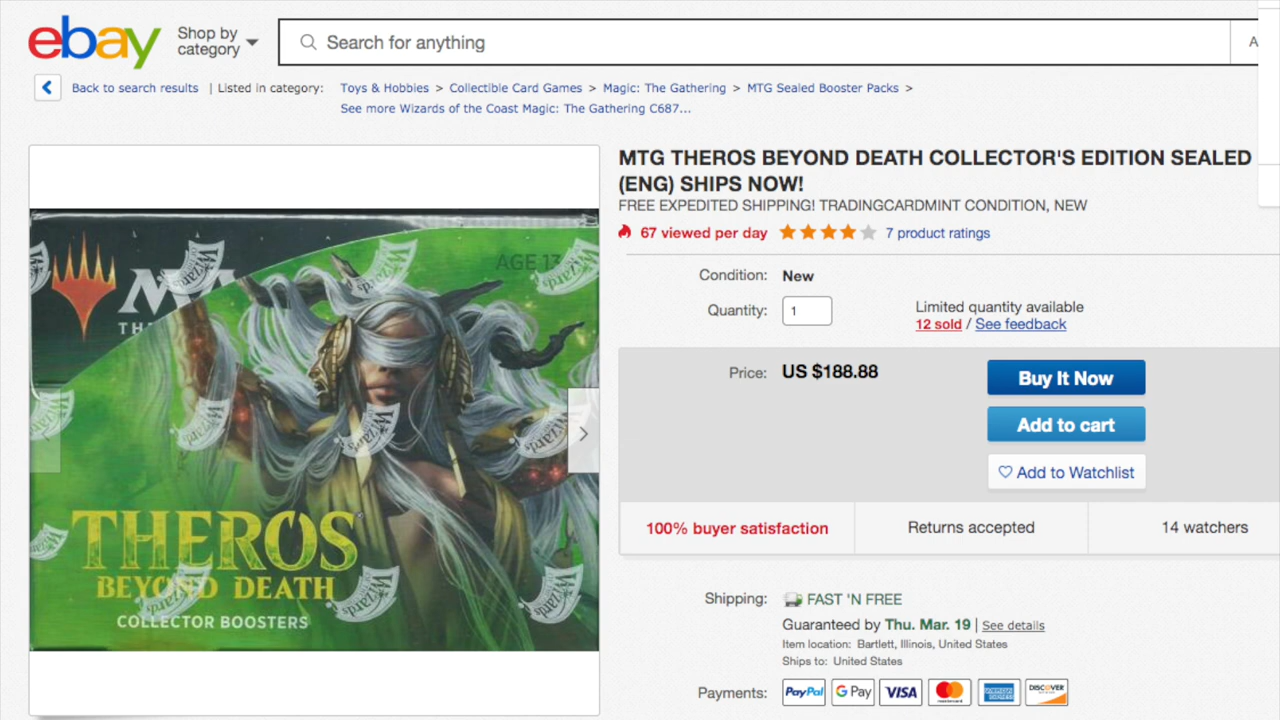 ebay
Shop by
category
Search for anything
A
Back to search results | Listed in category:
Toys & Hobbies > Collectible Card Games > Magic: The Gathering > MTG Sealed Booster Packs >
See more Wizards of the Coast Magic: The Gathering C687...
MTG THEROS BEYOND DEATH COLLECTOR'S EDITION SEALED
(ENG) SHIPS NOW!
FREE EXPEDITED SHIPPING! TRADINGCARDMINT CONDITION, NEW
67 viewed per day
7 product ratings
Condition: New
Quantity: 1
Limited quantity available
12 sold / See feedback
Price: US $188.88
Buy It Now
Add to cart
Add to Watchlist
100% buyer satisfaction
Returns accepted
14 watchers
Shipping: FAST 'N FREE
Guaranteed by Thu. Mar. 19 | See details
Item location: Bartlett, Illinois, United States
Ships to: United States
Payments: PayPal G Pay VISA mastercard DISCOVER
AGE 13
Wizards
THEROS
BEYOND DEATH
COLLECTOR BOOSTERS